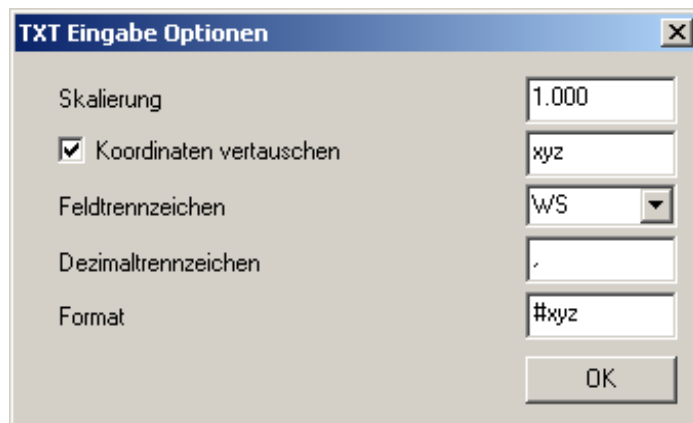 TXT Eingabe Optionen
Skalierung 1.000
Koordinaten vertauschen xyz
Feldtrennzeichen WS
Dezimaltrennzeichen ,
Format #xyz
OK